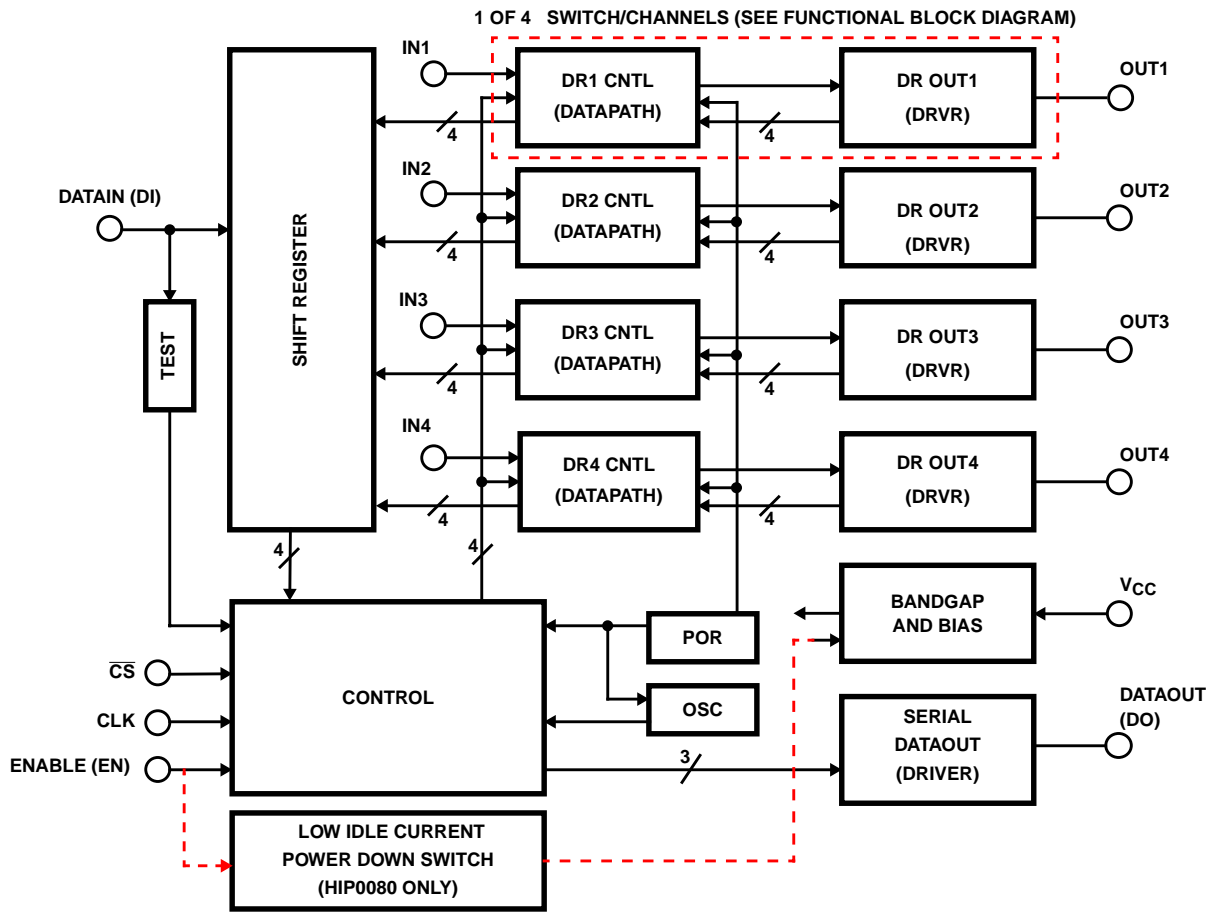 1 OF 4 SWITCH/CHANNELS (SEE FUNCTIONAL BLOCK DIAGRAM)
IN1
DR1 CNTL
(DATAPATH)
DR OUT1
(DRVR)
OUT1
4
4
IN2
DR2 CNTL
(DATAPATH)
DR OUT2
(DRVR)
OUT2
4
4
DATAIN (DI)
SHIFT REGISTER
TEST
IN3
DR3 CNTL
(DATAPATH)
DR OUT3
(DRVR)
OUT3
4
4
IN4
DR4 CNTL
(DATAPATH)
DR OUT4
(DRVR)
OUT4
4
4
4
4
BANDGAP
AND BIAS
VCC
POR
CS
CONTROL
OSC
CLK
ENABLE (EN)
3
SERIAL
DATAOUT
(DRIVER)
DATAOUT
(DO)
LOW IDLE CURRENT
POWER DOWN SWITCH
(HIP0080 ONLY)